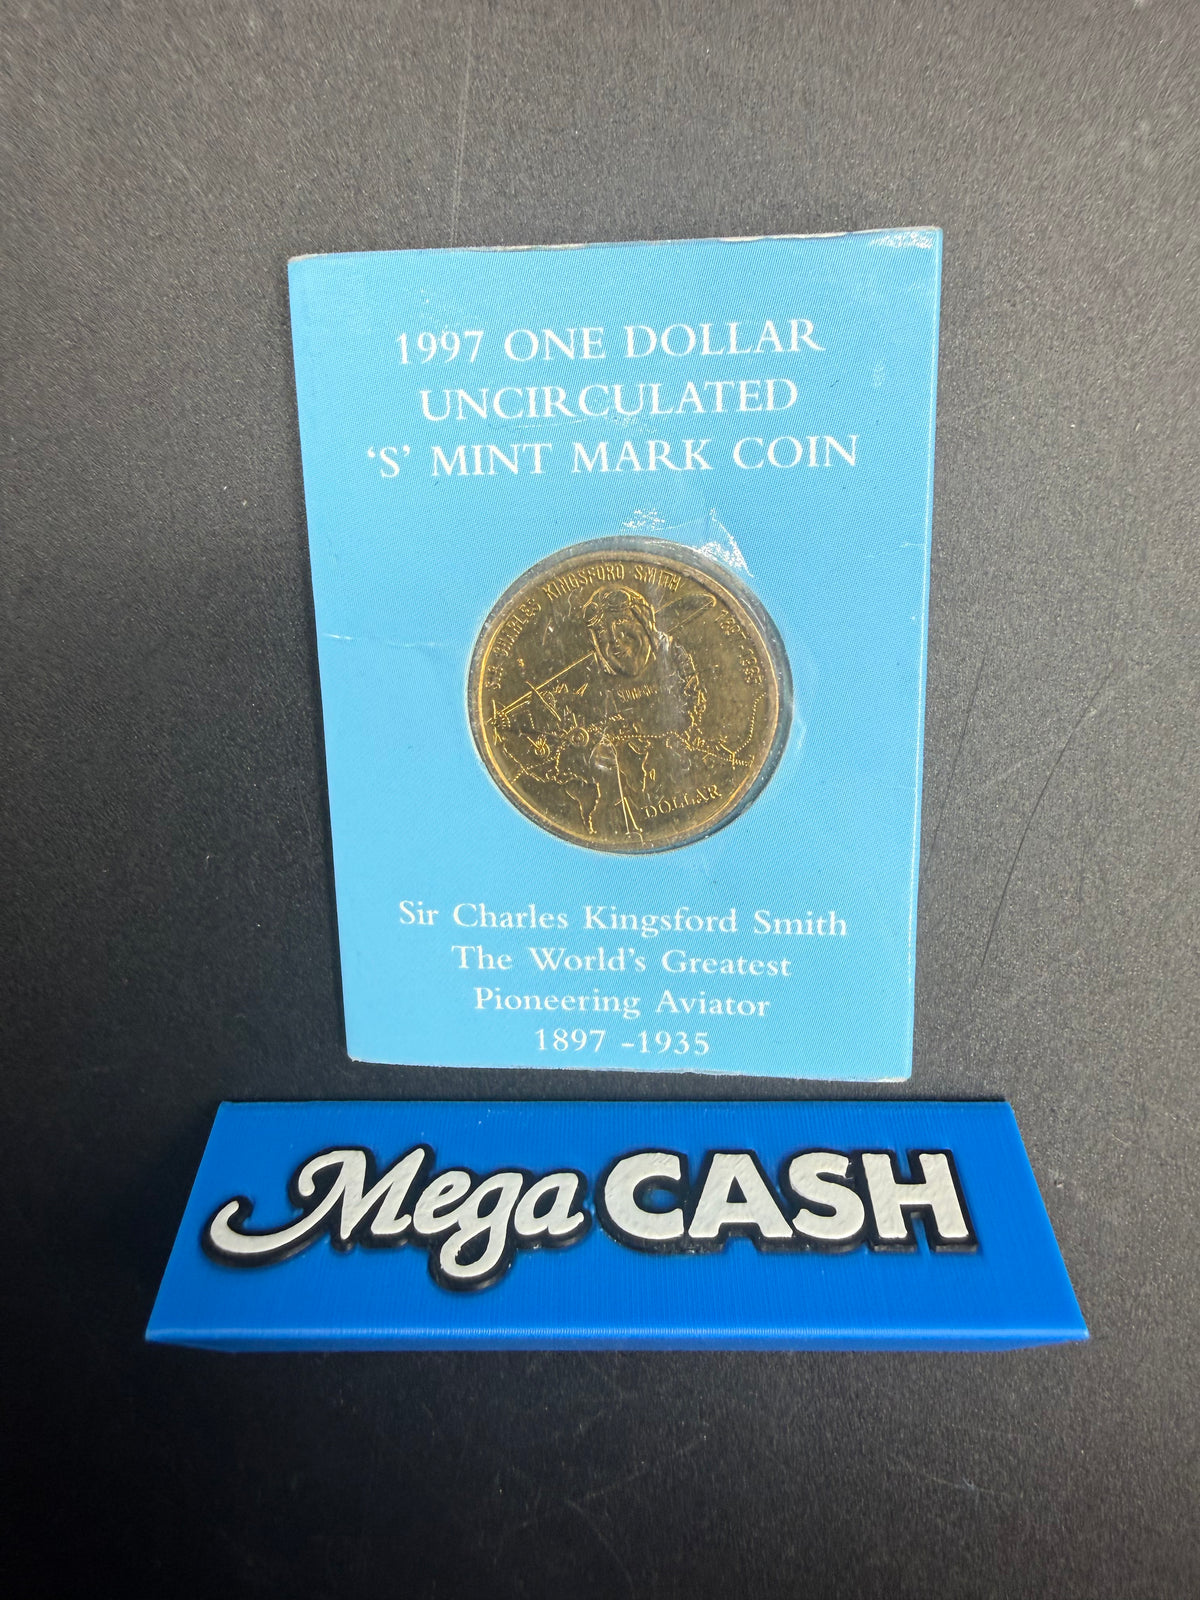 1997 ONE DOLLAR
UNCIRCULATED
‘S’ MINT MARK COIN
SIR CHARLES KINGSFORD SMITH 1897-1935
1 DOLLAR
Sir Charles Kingsford Smith
The World's Greatest
Pioneering Aviator
1897 -1935
Mega CASH